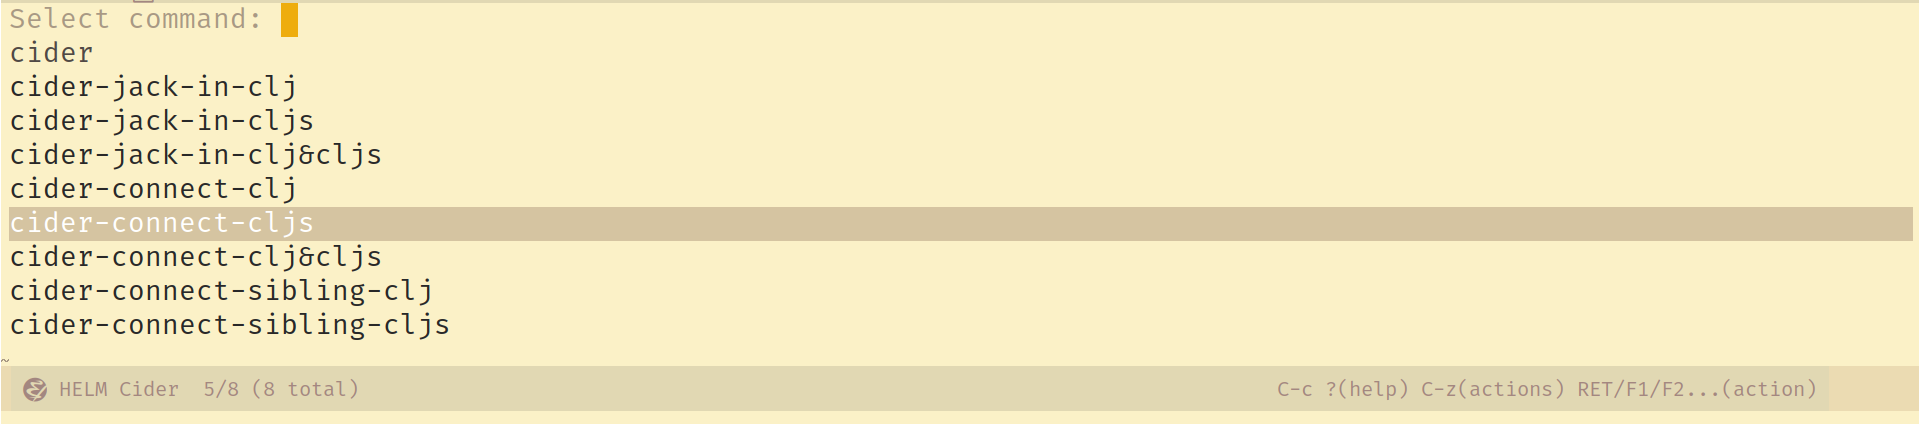 Select command:
cider
cider-jack-in-clj
cider-jack-in-cljs
cider-jack-in-clj&cljs
cider-connect-clj
cider-connect-cljs
cider-connect-clj&cljs
cider-connect-sibling-clj
cider-connect-sibling-cljs
~
HELM Cider 5/8 (8 total) C-c ?(help) C-z(actions) RET/F1/F2...(action)